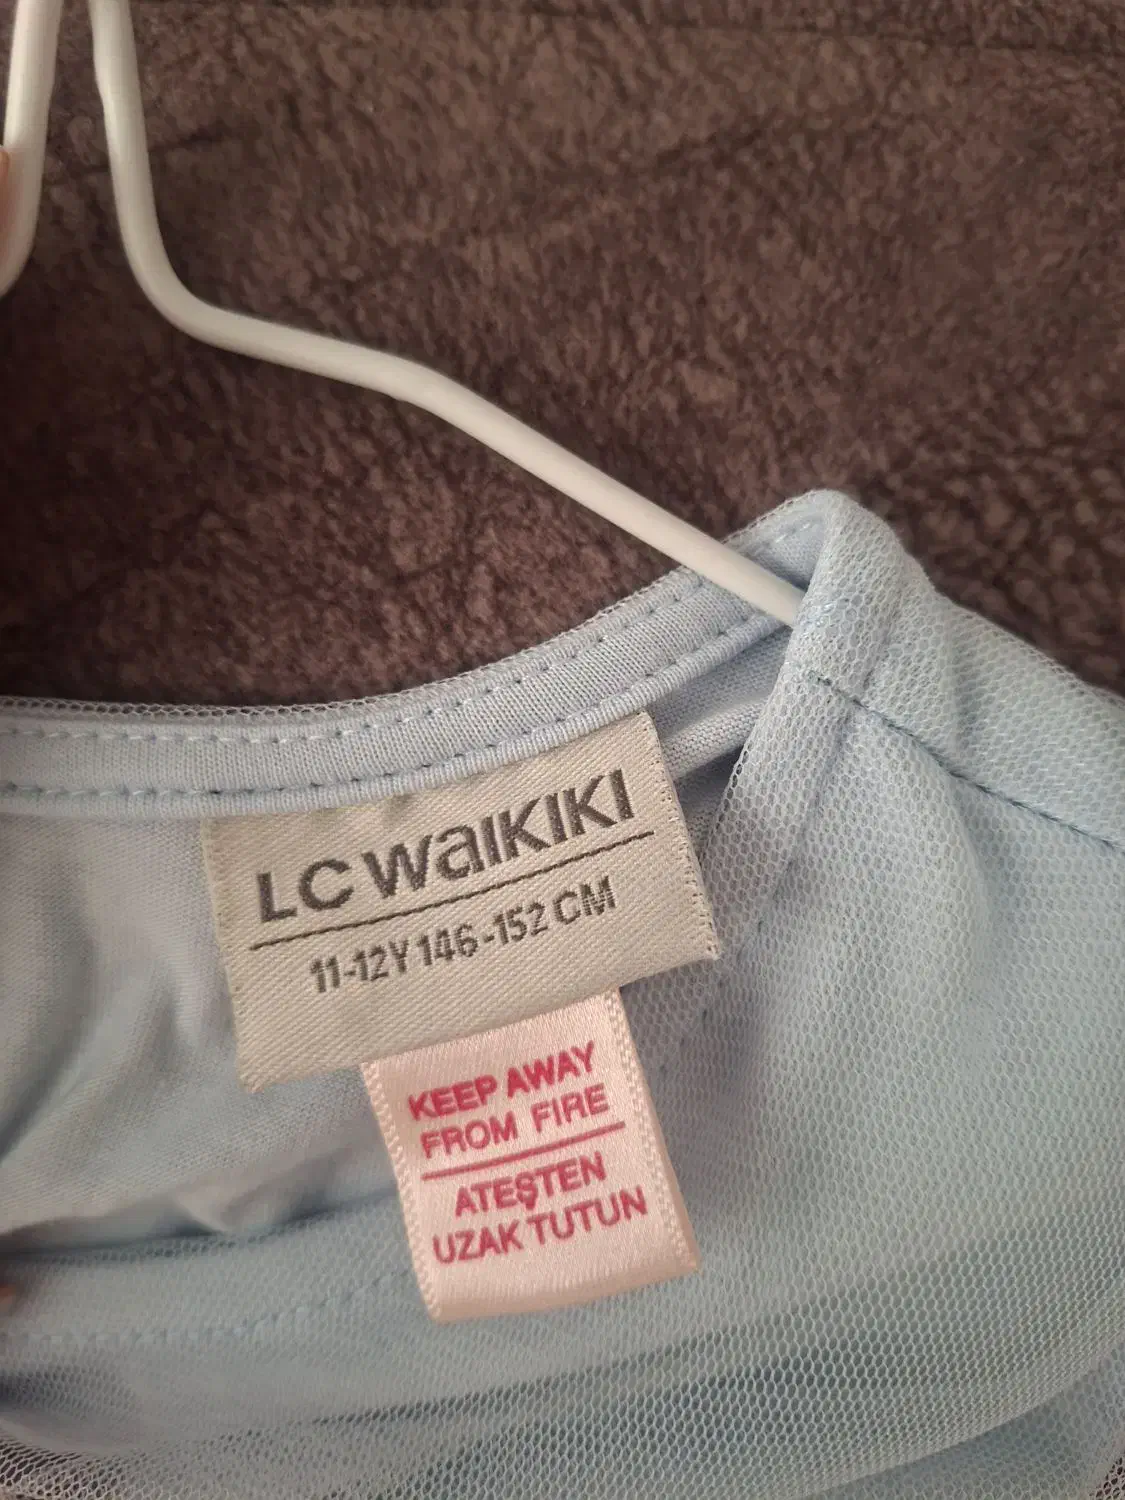 LC WAIKIKI
11-12Y 146-152 CM
KEEP AWAY
FROM FIRE
ATEŞTEN
UZAK TUTUN